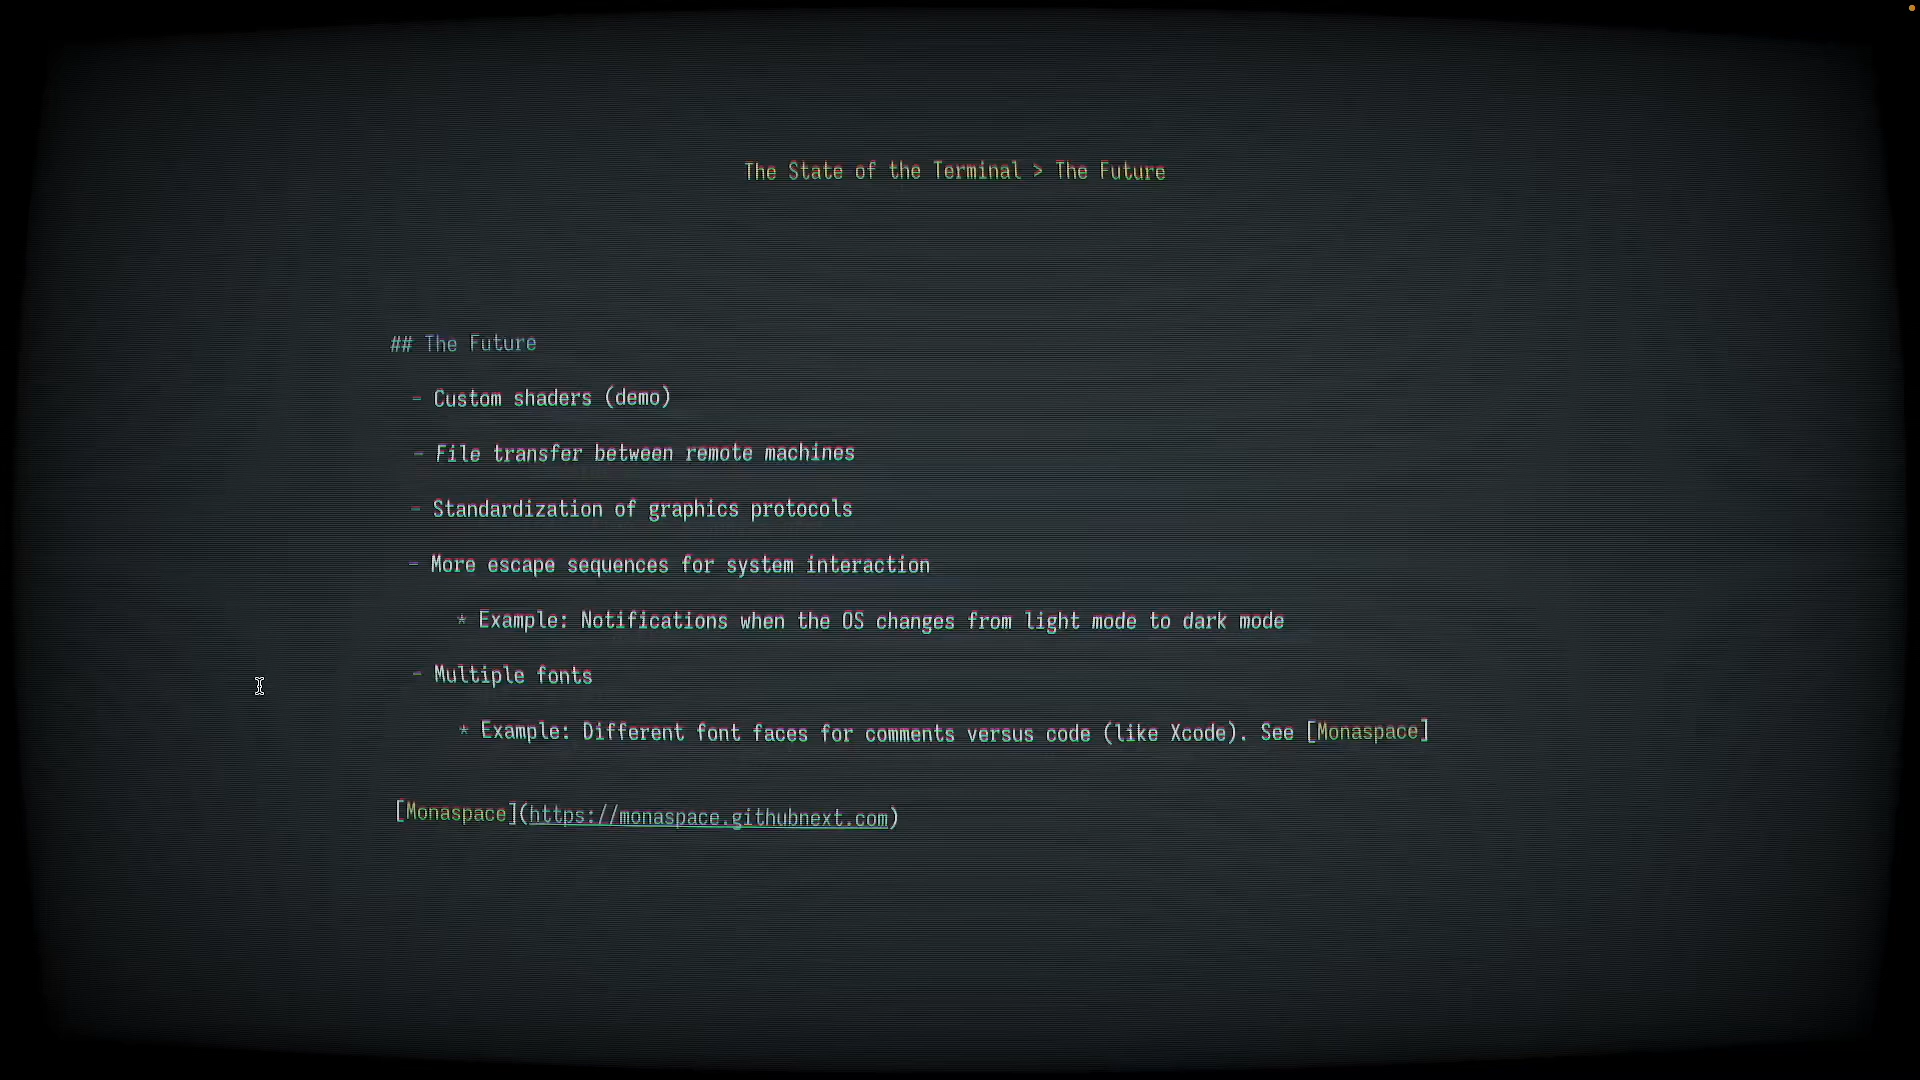 The State of the Terminal > The Future
## The Future
- Custom shaders (demo)
- File transfer between remote machines
- Standardization of graphics protocols
- More escape sequences for system interaction
* Example: Notifications when the OS changes from light mode to dark mode
- Multiple fonts
* Example: Different font faces for comments versus code (like Xcode). See [Monaspace]
[Monaspace](https://monaspace.githubnext.com)